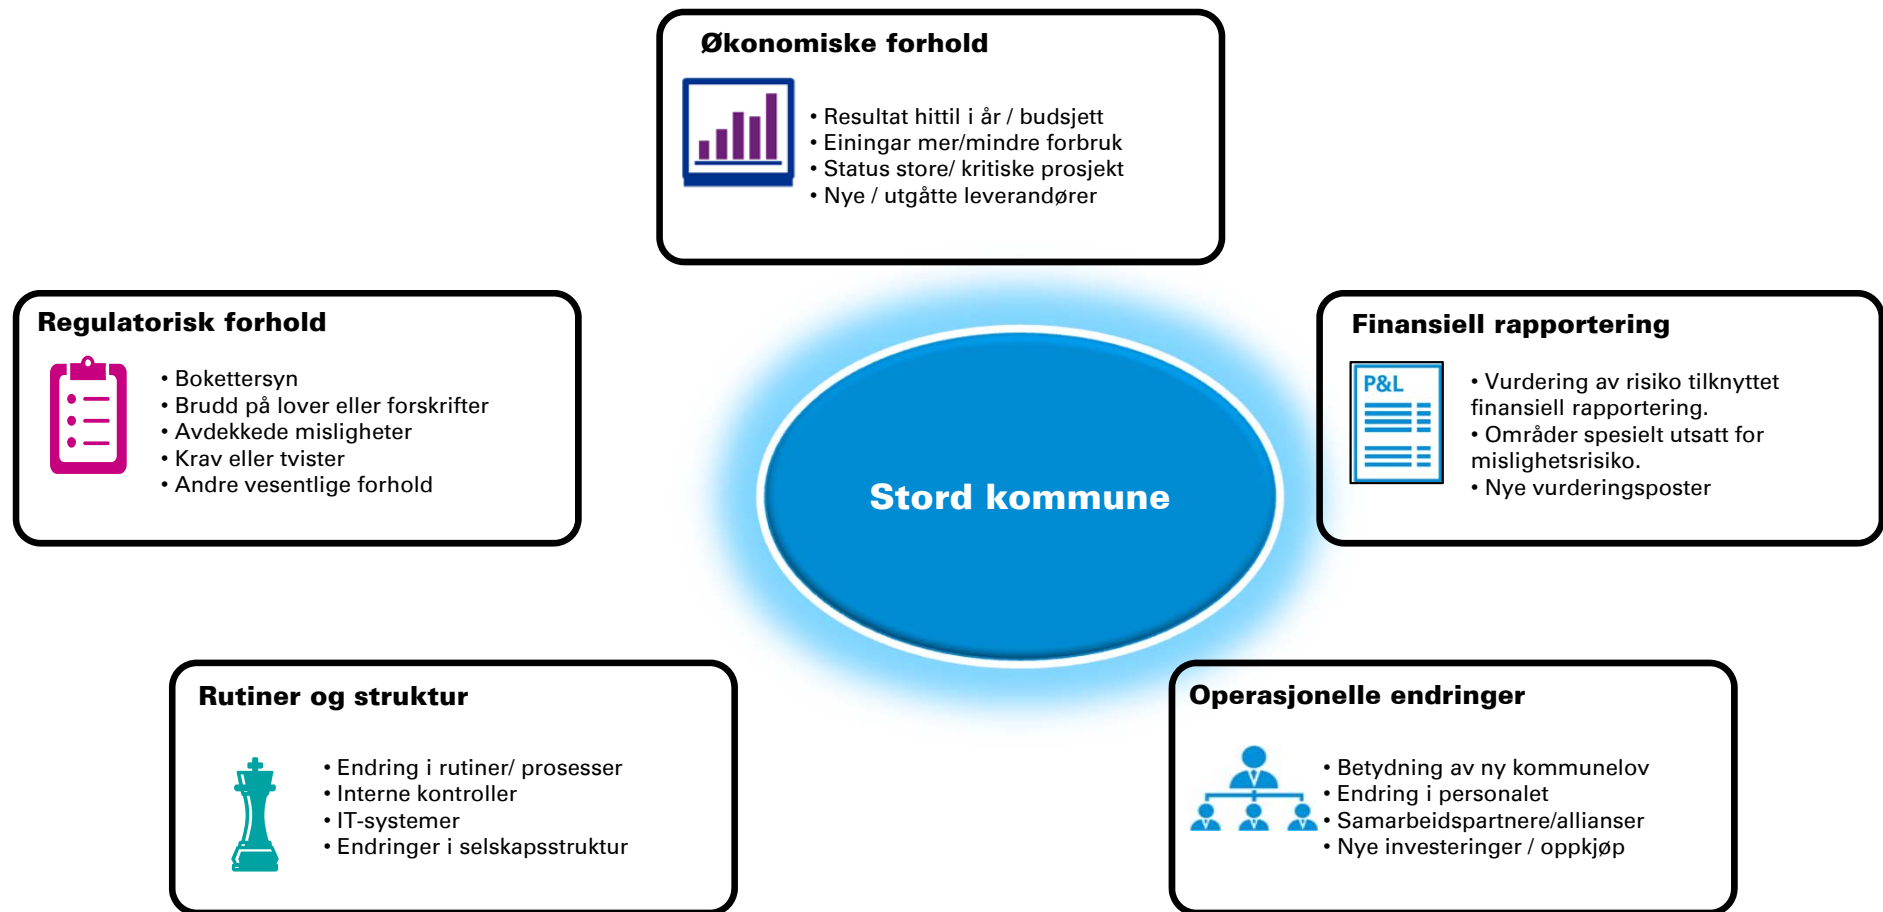 Økonomiske forhold
• Resultat hittil i år / budsjett
• Einingar mer/mindre forbruk
• Status store/ kritiske prosjekt
• Nye / utgåtte leverandører
Regulatorisk forhold
• Bokettersyn
• Brudd på lover eller forskrifter
• Avdekkede misligheter
• Krav eller tvister
• Andre vesentlige forhold
Stord kommune
Finansiell rapportering
P&L
• Vurdering av risiko tilknyttet
finansiell rapportering.
• Områder spesielt utsatt for
mislighetsrisiko.
• Nye vurderingsposter
Rutiner og struktur
• Endring i rutiner/ prosesser
• Interne kontroller
• IT-systemer
• Endringer i selskapsstruktur
Operasjonelle endringer
• Betydning av ny kommunelov
• Endring i personalet
• Samarbeidspartnere/allianser
• Nye investeringer / oppkjøp